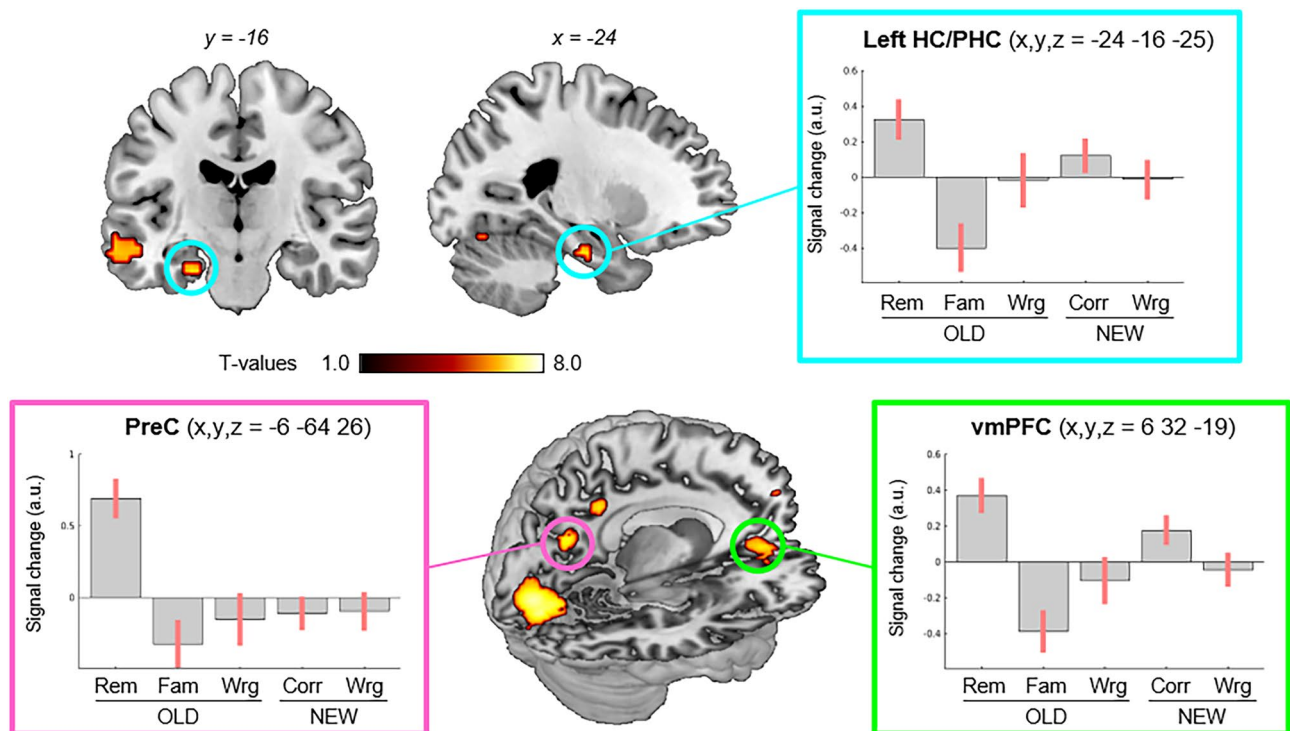 y = -16
x = -24
Left HC/PHC (x,y,z = -24 -16 -25)
Signal change (a.u.)
0.6
0.4
0.2
0
-0.2
-0.4
Rem Fam Wrg Corr Wrg
OLD NEW
T-values 1.0 8.0
PreC (x,y,z = -6 -64 26)
Signal change (a.u.)
1
0.5
0
Rem Fam Wrg Corr Wrg
OLD NEW
vmPFC (x,y,z = 6 32 -19)
Signal change (a.u.)
0.6
0.4
0.2
0
-0.2
-0.4
Rem Fam Wrg Corr Wrg
OLD NEW